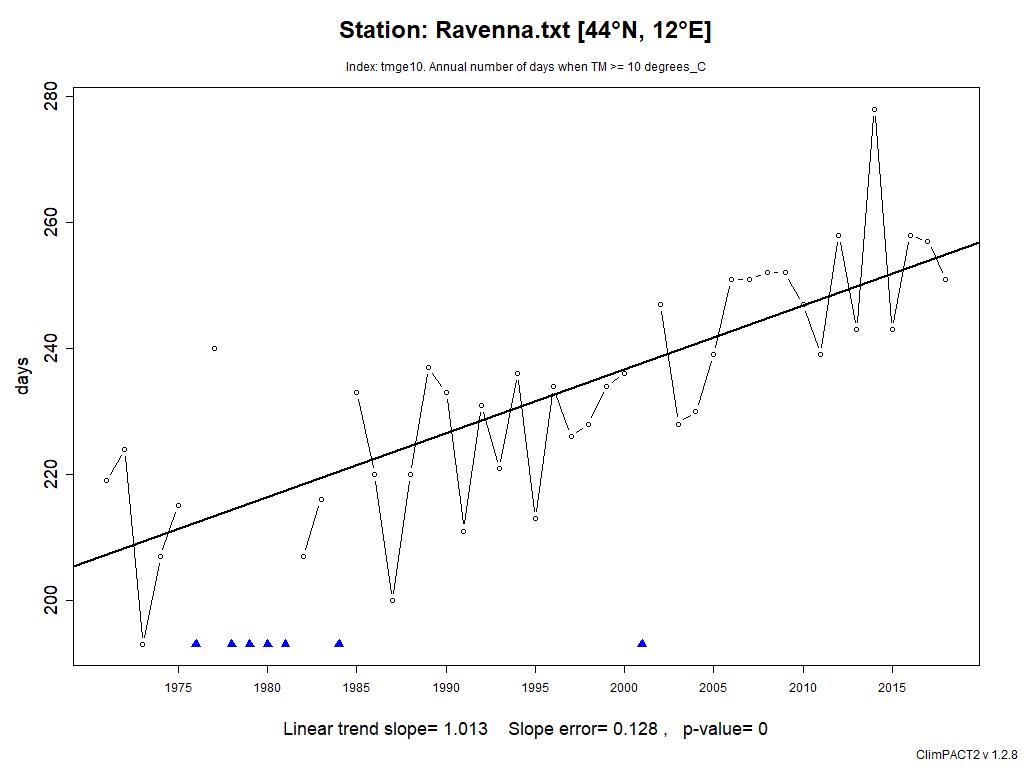 Station: Ravenna.txt [44°N, 12°E]
Index: tmge10. Annual number of days when TM >= 10 degrees_C
280
260
240
220
200
days
1975 1980 1985 1990 1995 2000 2005 2010 2015
Linear trend slope= 1.013 Slope error= 0.128 , p-value= 0
ClimPACT2 v 1.2.8